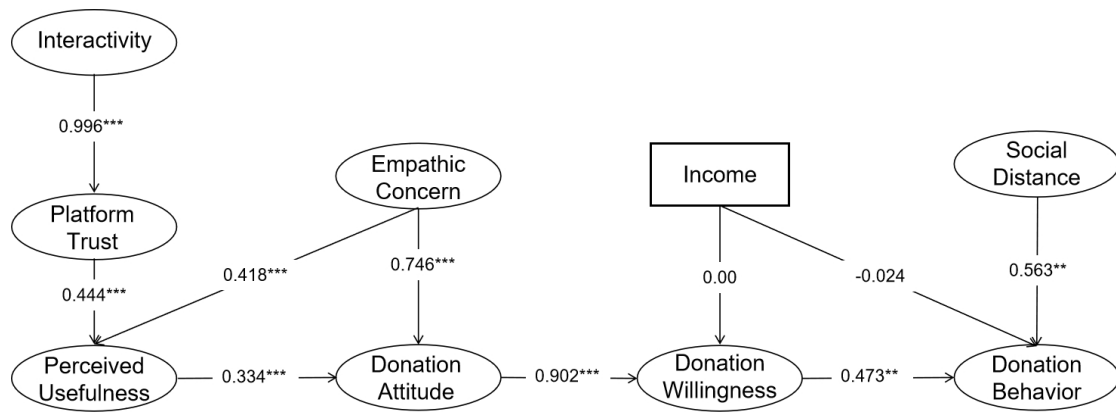 Interactivity
0.996***
Empathic
Concern
Income
Social
Distance
Platform
Trust
0.418***
0.746***
0.00
-0.024
0.563**
0.444***
Perceived
Usefulness
0.334***
Donation
Attitude
0.902***
Donation
Willingness
0.473**
Donation
Behavior